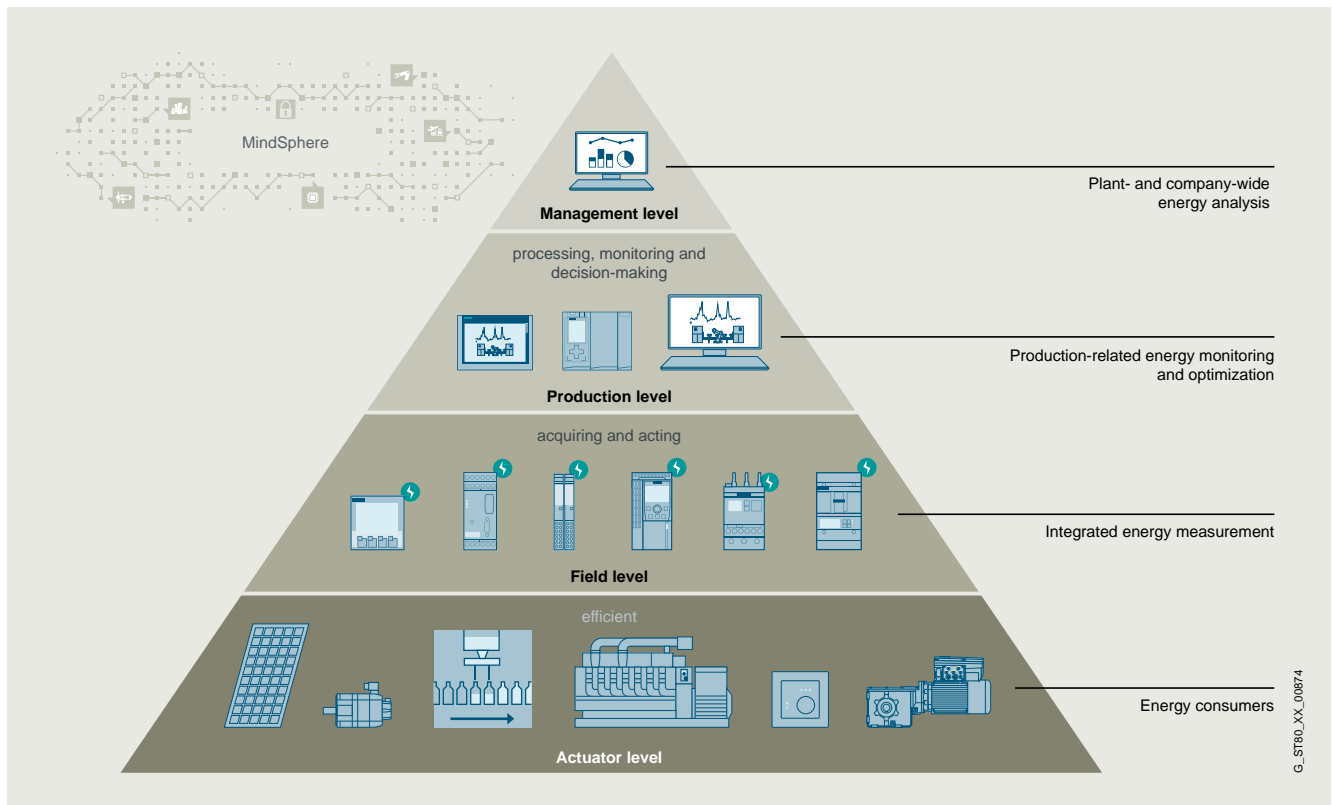 MindSphere
Management level
Plant- and company-wide
energy analysis
processing, monitoring and
decision-making
Production level
Production-related energy monitoring
and optimization
acquiring and acting
Field level
Integrated energy measurement
efficient
Actuator level
Energy consumers
G_ST80_XX_00874